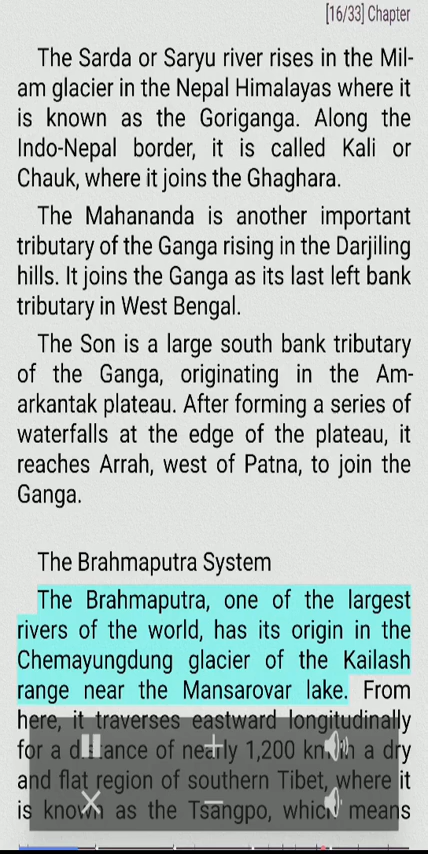 [16/33] Chapter
The Sarda or Saryu river rises in the Mil-
am glacier in the Nepal Himalayas where it
is known as the Goriganga. Along the
Indo-Nepal border, it is called Kali or
Chauk, where it joins the Ghaghara.
The Mahananda is another important
tributary of the Ganga rising in the Darjiling
hills. It joins the Ganga as its last left bank
tributary in West Bengal.
The Son is a large south bank tributary
of the Ganga, originating in the Am-
arkantak plateau. After forming a series of
waterfalls at the edge of the plateau, it
reaches Arrah, west of Patna, to join the
Ganga.
The Brahmaputra System
The Brahmaputra, one of the largest
rivers of the world, has its origin in the
Chemayungdung glacier of the Kailash
range near the Mansarovar lake. From
here, it traverses eastward longitudinally
for a distance of nearly 1,200 km in a dry
and flat region of southern Tibet, where it
is known as the Tsangpo, which means